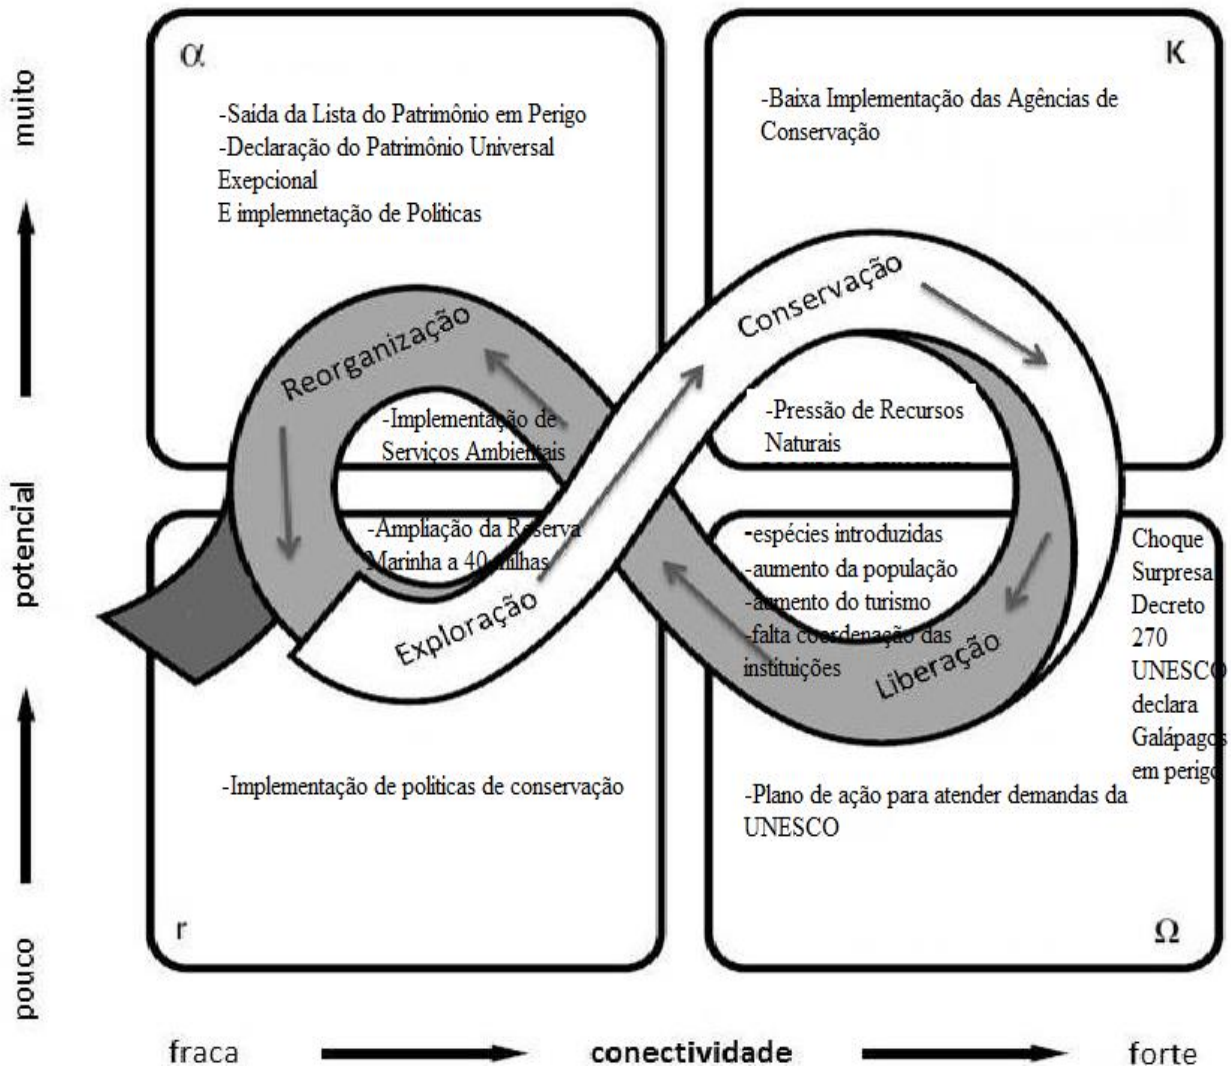 α
-Saída da Lista do Patrimônio em Perigo
-Declaração do Patrimônio Universal
Exepcional
E implemnetação de Politicas
K
-Baixa Implementação das Agências de
Conservação
Reorganização
Conservação
-Implementação de
Serviços Ambientais
-Pressão de Recursos
Naturais
-Ampliação da Reserva
Marinha a 40 milhas
Exploração
-espécies introduzidas
-aumento da população
-aumento do turismo
-falta coordenação das
instituições
Liberação
Choque
Surpresa
Decreto
270
UNESCO
declara
Galápagos
em perigo
-Implementação de politicas de conservação
-Plano de ação para atender demandas da
UNESCO
r
Ω
muito
potencial
pouco
fraca
conectividade
forte